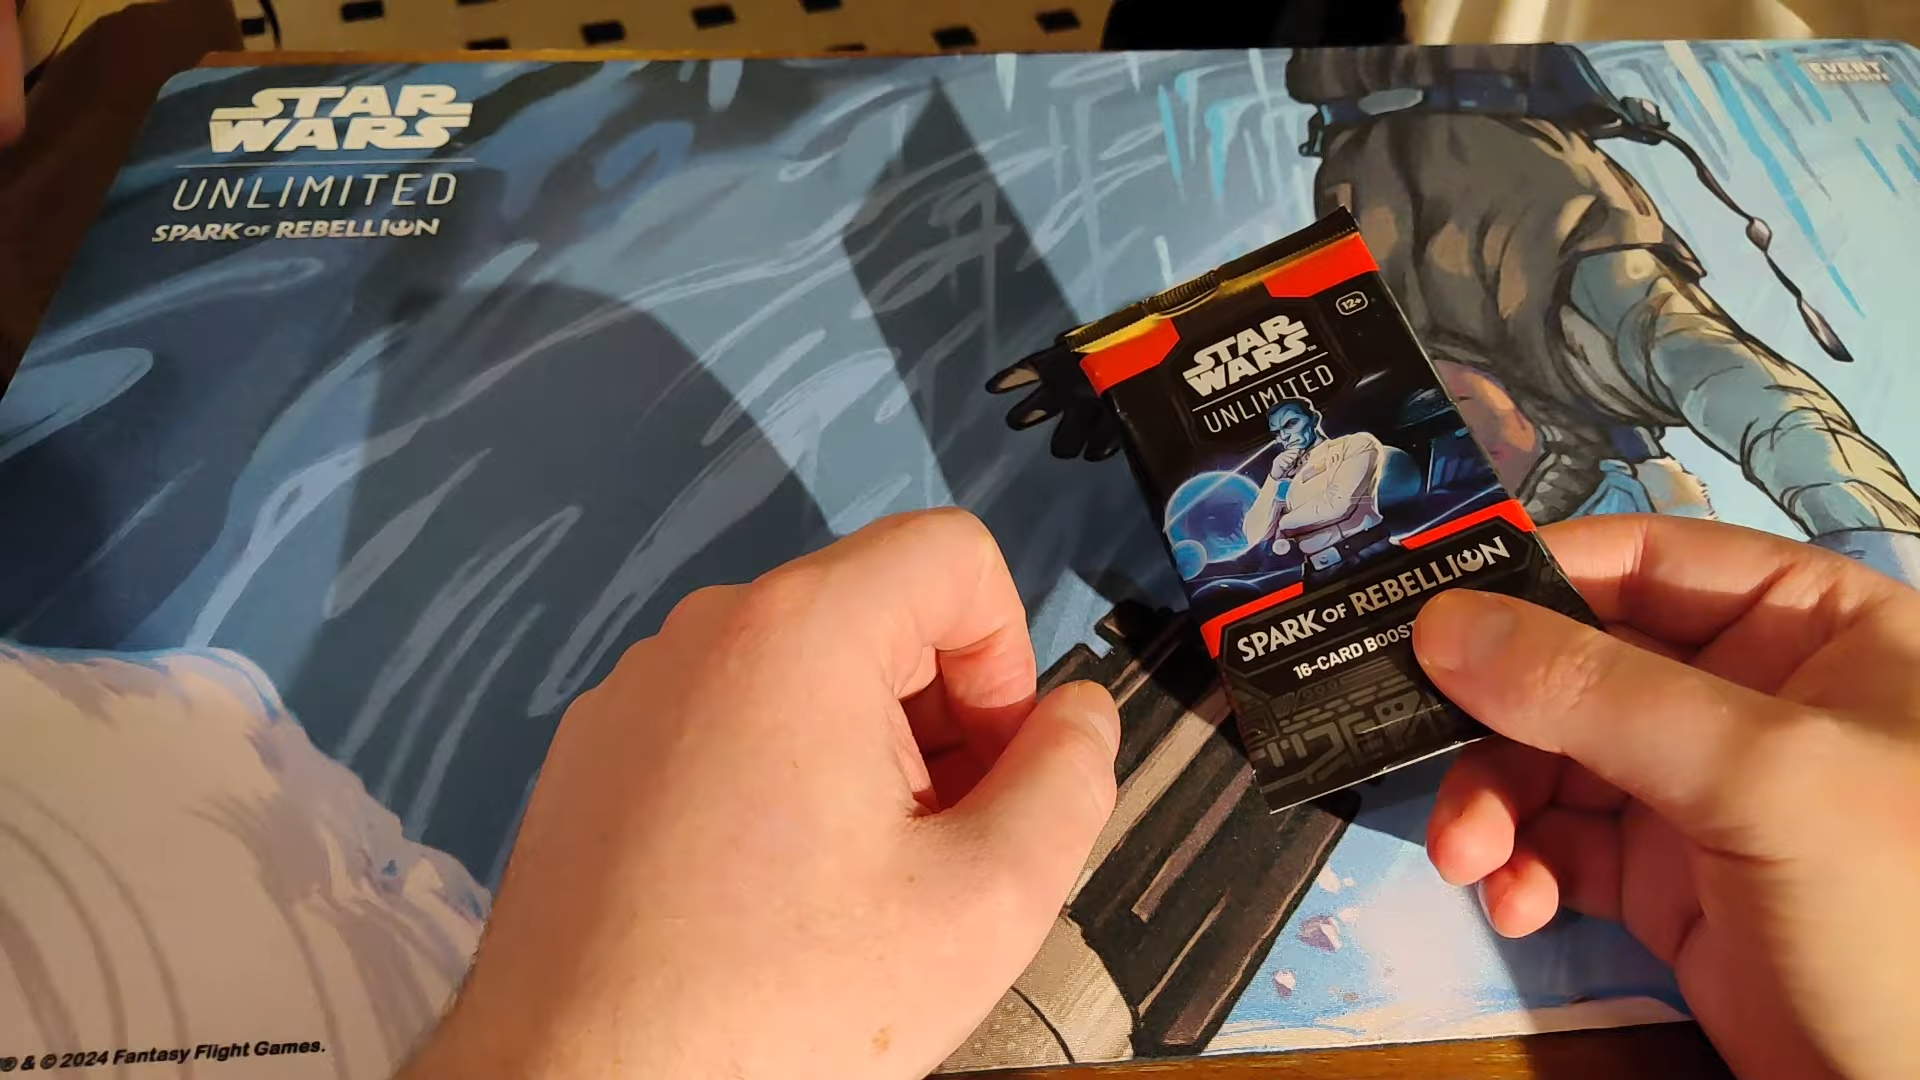 STAR
WARS
UNLIMITED
SPARK OF REBELLION
EVENT
EXCLUSIVE
12+
STAR
WARS™
UNLIMITED
SPARK OF REBELLION
16-CARD BOOST
® & © 2024 Fantasy Flight Games.